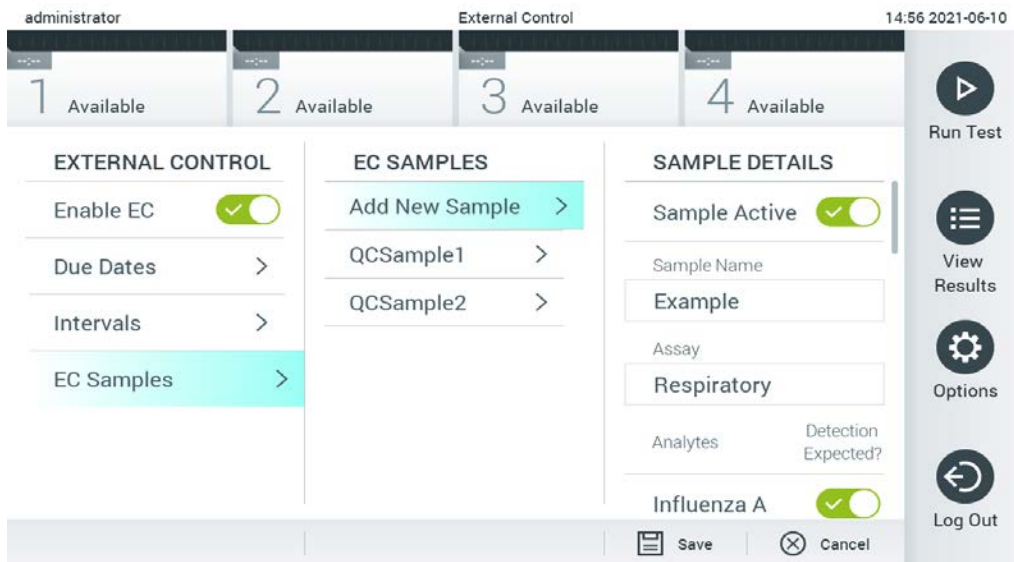 administrator
External Control
14:56 2021-06-10
--:--
--:--
--:--
--:--
1 Available
2 Available
3 Available
4 Available
Run Test
EXTERNAL CONTROL
Enable EC
Due Dates
Intervals
EC Samples
EC SAMPLES
Add New Sample
QCSample1
QCSample2
SAMPLE DETAILS
Sample Active
Sample Name
Example
Assay
Respiratory
Analytes
Detection
Expected?
Influenza A
View
Results
Options
Log Out
Save
Cancel